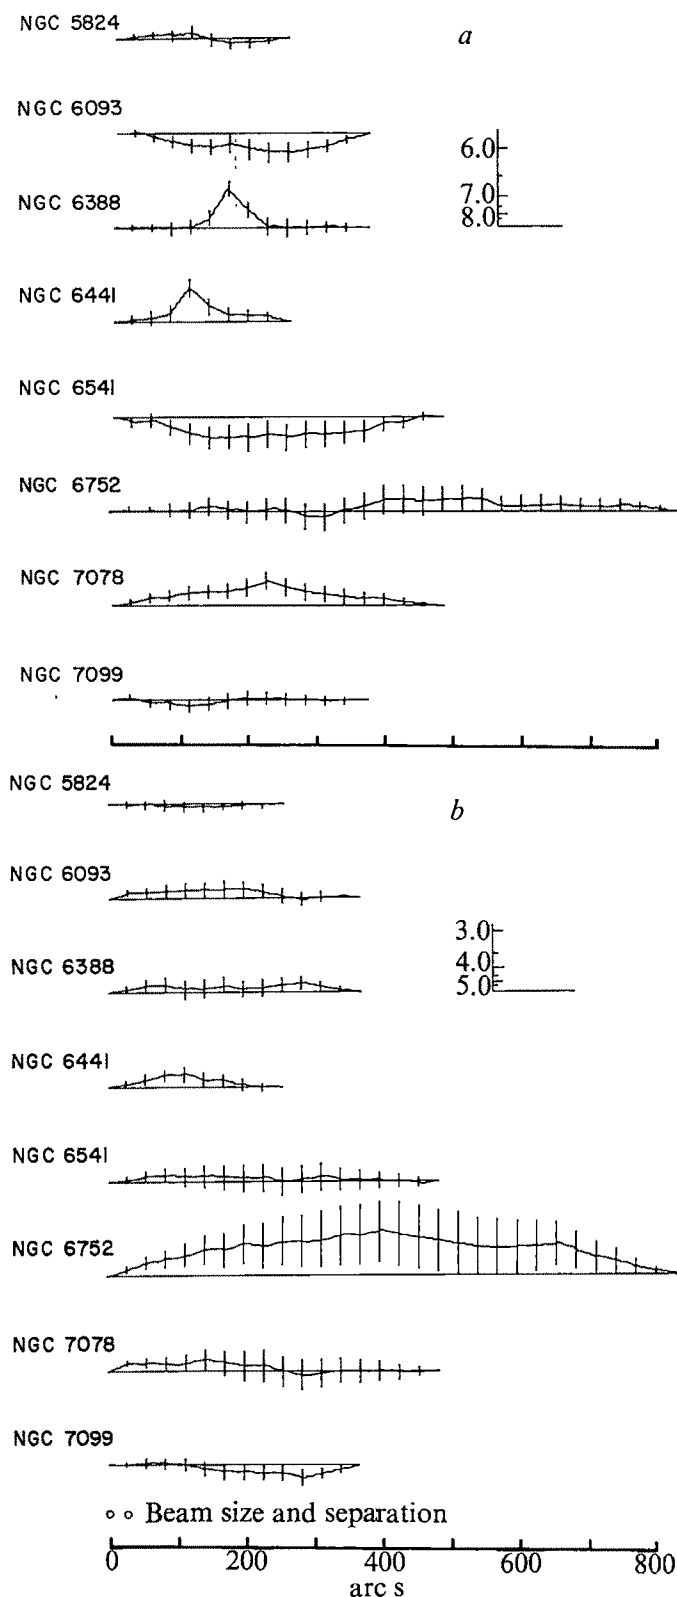 NGC 5824
a
NGC 6093
6.0
NGC 6388
7.0
8.0
NGC 6441
NGC 6541
NGC 6752
NGC 7078
NGC 7099
NGC 5824
b
NGC 6093
3.0
NGC 6388
4.0
5.0
NGC 6441
NGC 6541
NGC 6752
NGC 7078
NGC 7099
Beam size and separation
0 200 400 600 800
arc s